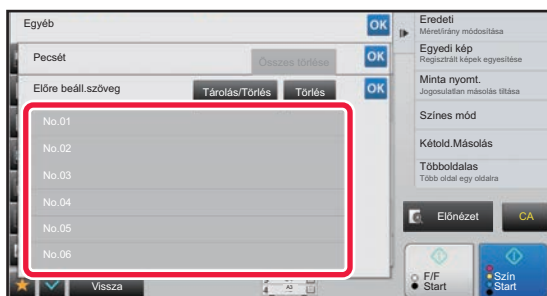 Egyéb
OK
Pecsét
Összes törlése
OK
Előre beáll.szöveg
Tárolás/Törlés
Törlés
OK
No.01
No.02
No.03
No.04
No.05
No.06
Vissza
A3
Eredeti
Méret/irány módosítása
Egyedi kép
Regisztrált képek egyesítése
Minta nyomt.
Jogosulatlan másolás tiltása
Színes mód
Kétold.Másolás
Többoldalas
Több oldal egy oldalra
Előnézet
CA
F/F
Start
Szín
Start